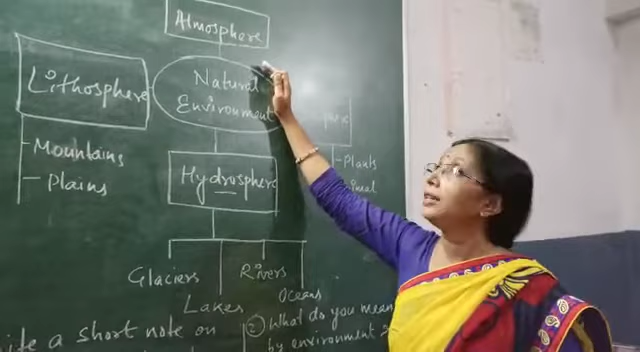 Atmosphere
Lithosphere
Natural
Environment
Mountains
Plains
Hydrosphere
Plants
Glaciers
Lakes
Rivers
Oceans
a short note on
② What do you mean
by environment